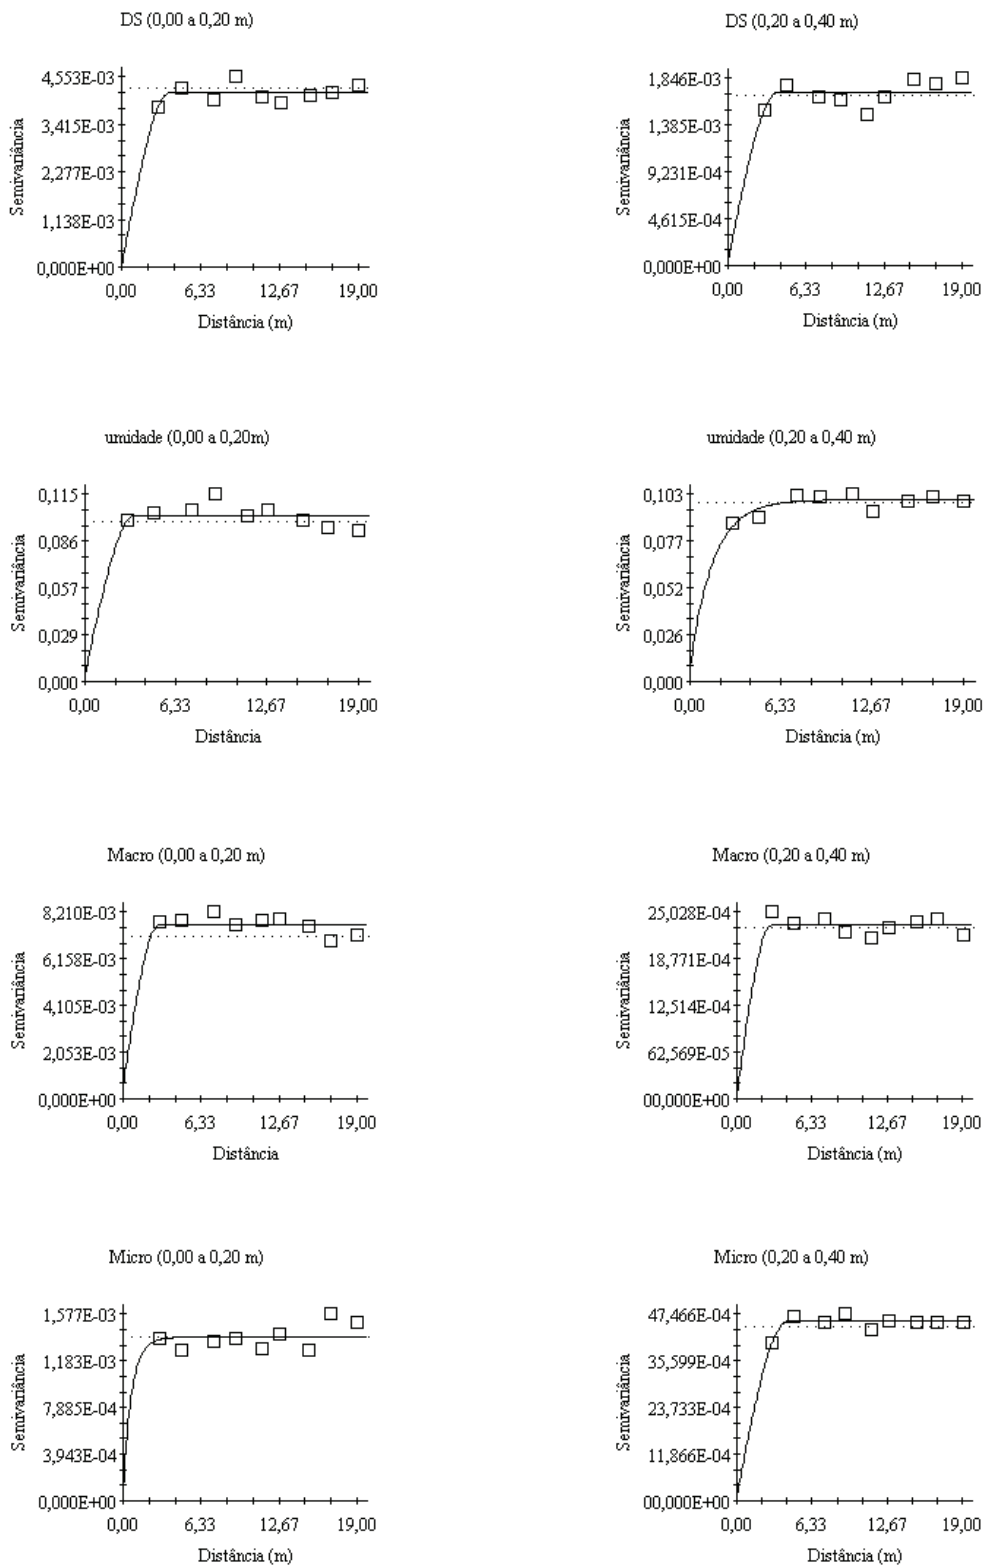 DS (0,00 a 0,20 m)
Semivariância
4,553E-03
3,415E-03
2,277E-03
1,138E-03
0,000E+00
0,00 6,33 12,67 19,00
Distância (m)
DS (0,20 a 0,40 m)
Semivariância
1,846E-03
1,385E-03
9,231E-04
4,615E-04
0,000E+00
0,00 6,33 12,67 19,00
Distância (m)
umidade (0,00 a 0,20m)
Semivariância
0,115
0,086
0,057
0,029
0,000
0,00 6,33 12,67 19,00
Distância
umidade (0,20 a 0,40 m)
Semivariância
0,103
0,077
0,052
0,026
0,000
0,00 6,33 12,67 19,00
Distância (m)
Macro (0,00 a 0,20 m)
Semivariância
8,210E-03
6,158E-03
4,105E-03
2,053E-03
0,000E+00
0,00 6,33 12,67 19,00
Distância
Macro (0,20 a 0,40 m)
Semivariância
25,028E-04
18,771E-04
12,514E-04
62,569E-05
00,000E+00
0,00 6,33 12,67 19,00
Distância (m)
Micro (0,00 a 0,20 m)
Semivariância
1,577E-03
1,183E-03
7,885E-04
3,943E-04
0,000E+00
0,00 6,33 12,67 19,00
Distância (m)
Micro (0,20 a 0,40 m)
Semivariância
47,466E-04
35,599E-04
23,733E-04
11,866E-04
00,000E+00
0,00 6,33 12,67 19,00
Distância (m)